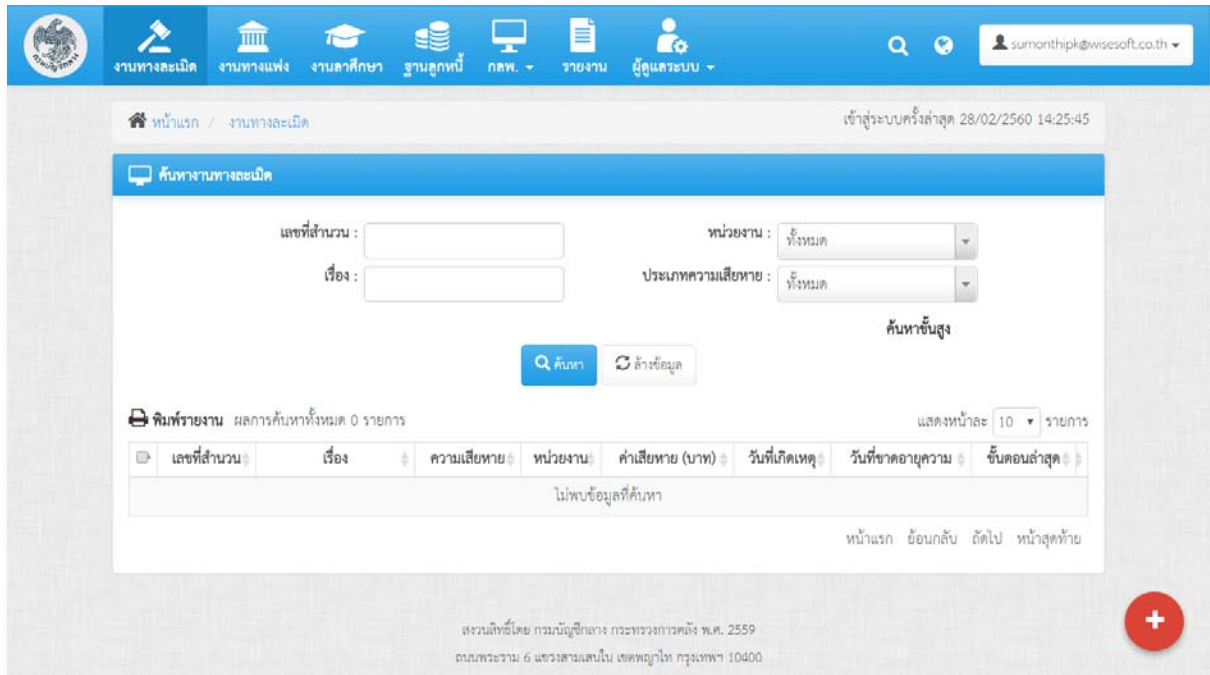 งานทางละเมิด งานทางแพ่ง งานลาศึกษา ฐานลูกหนี้ กลพ. รายงาน ผู้ดูแลระบบ sumonthipk@wisesoft.co.th
กรมบัญชีกลาง
หน้าแรก / งานทางละเมิด เข้าสู่ระบบครั้งล่าสุด 28/02/2560 14:25:45
ค้นหางานทางละเมิด
เลขที่สำนวน : หน่วยงาน : ทั้งหมด
เรื่อง : ประเภทความเสียหาย : ทั้งหมด
ค้นหาขั้นสูง
ค้นหา ล้างข้อมูล
พิมพ์รายงาน ผลการค้นหาทั้งหมด 0 รายการ แสดงหน้าละ 10 รายการ
เลขที่สำนวน เรื่อง ความเสียหาย หน่วยงาน ค่าเสียหาย (บาท) วันที่เกิดเหตุ วันที่ขาดอายุความ ขั้นตอนล่าสุด
ไม่พบข้อมูลที่ค้นหา
หน้าแรก ย้อนกลับ ถัดไป หน้าสุดท้าย
สงวนสิทธิ์โดย กรมบัญชีกลาง กระทรวงการคลัง พ.ศ. 2559
ถนนพระราม 6 แขวงสามเสนใน เขตพญาไท กรุงเทพฯ 10400